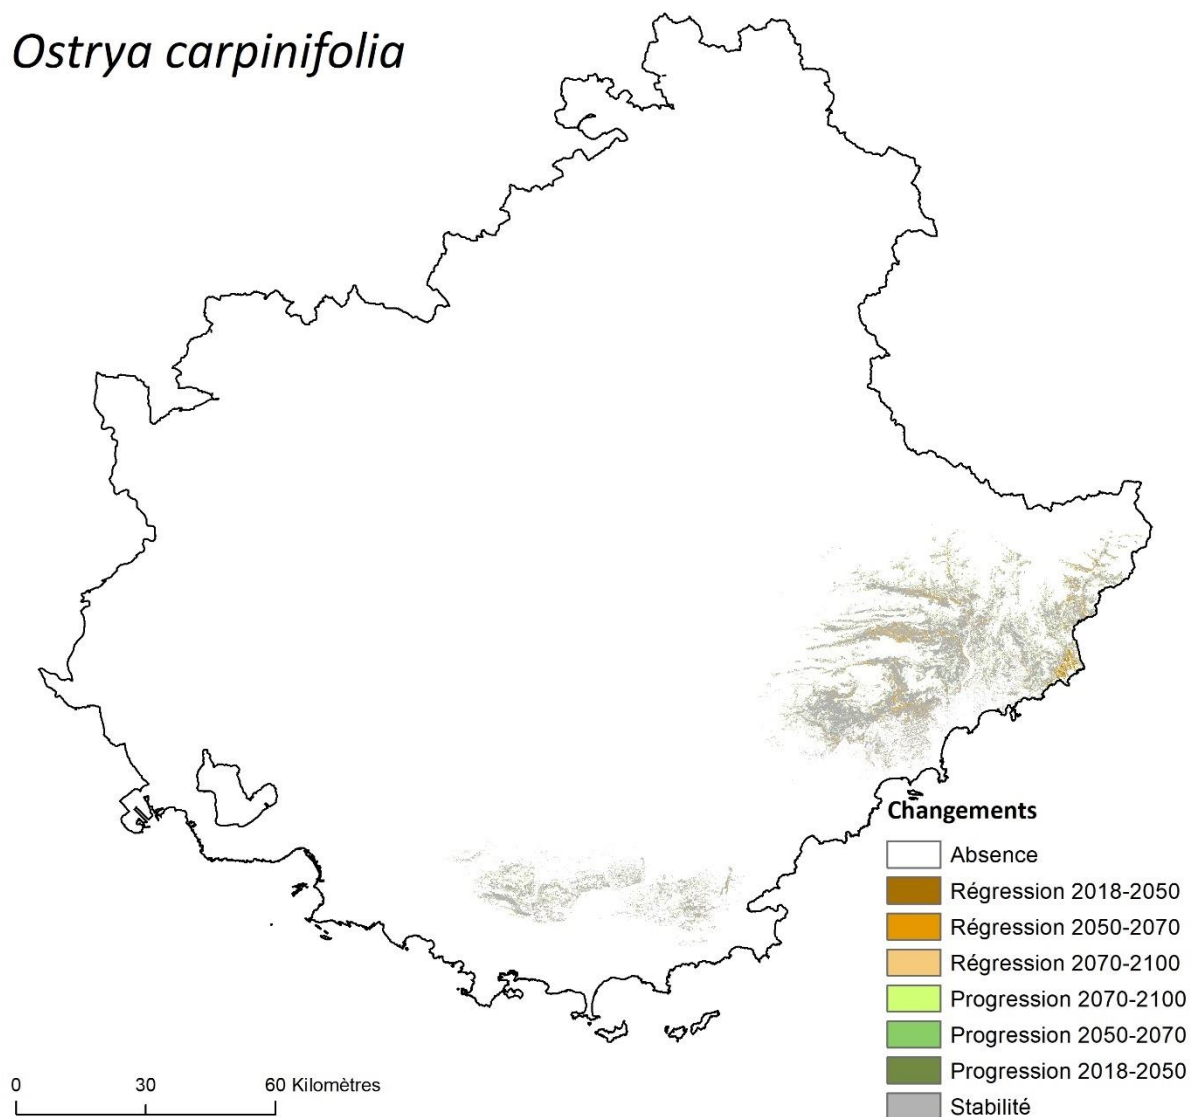 Ostrya carpinifolia
Changements
Absence
Régression 2018-2050
Régression 2050-2070
Régression 2070-2100
Progression 2070-2100
Progression 2050-2070
Progression 2018-2050
Stabilité
0 30 60 Kilomètres